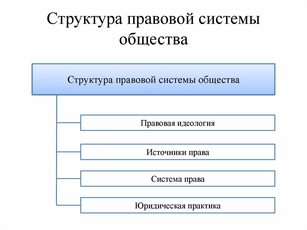 Структура правовой системы
общества
Структура правовой системы общества
Правовая идеология
Источники права
Система права
Юридическая практика